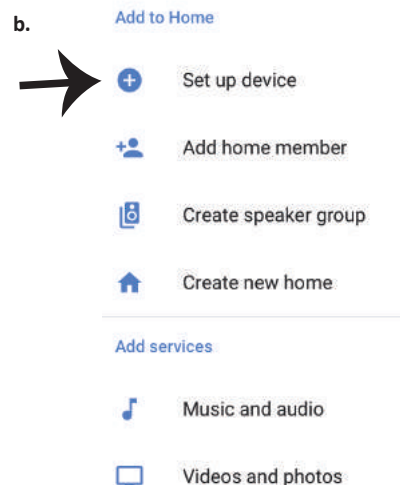 b.
Add to Home
Set up device
Add home member
Create speaker group
Create new home
Add services
Music and audio
Videos and photos